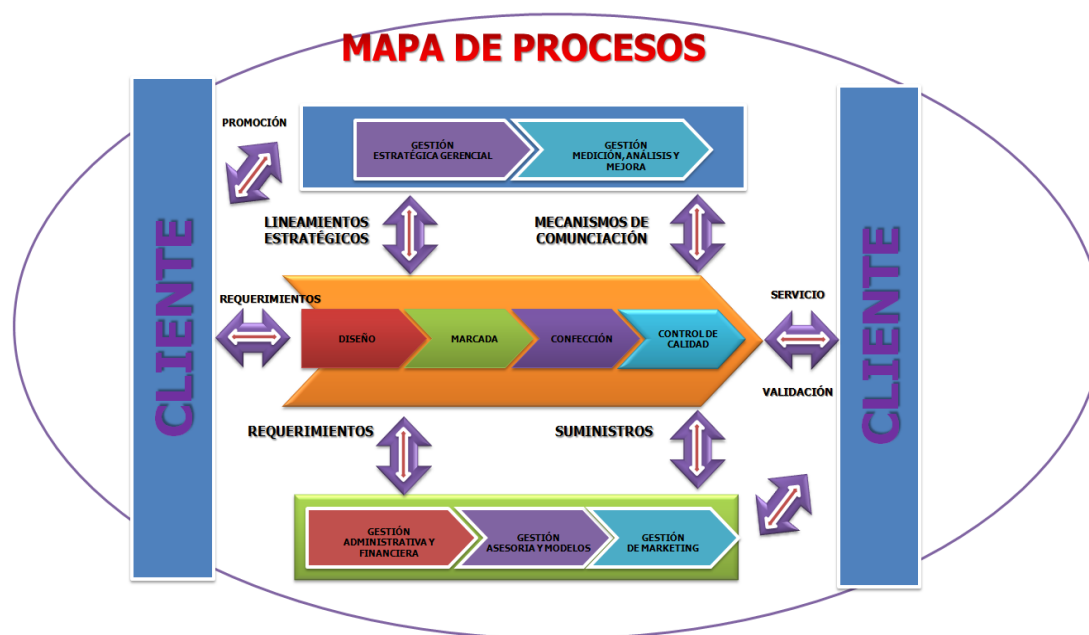 MAPA DE PROCESOS
CLIENTE
PROMOCIÓN
GESTIÓN
ESTRATÉGICA GERENCIAL
GESTIÓN
MEDICIÓN, ANÁLISIS Y
MEJORA
LINEAMIENTOS
ESTRATÉGICOS
MECANISMOS DE
COMUNCIACIÓN
REQUERIMIENTOS
DISEÑO
MARCADA
CONFECCIÓN
CONTROL DE
CALIDAD
SERVICIO
VALIDACIÓN
REQUERIMIENTOS
SUMINISTROS
GESTIÓN
ADMINISTRATIVA Y
FINANCIERA
GESTIÓN
ASESORIA Y MODELOS
GESTIÓN
DE MARKETING
CLIENTE